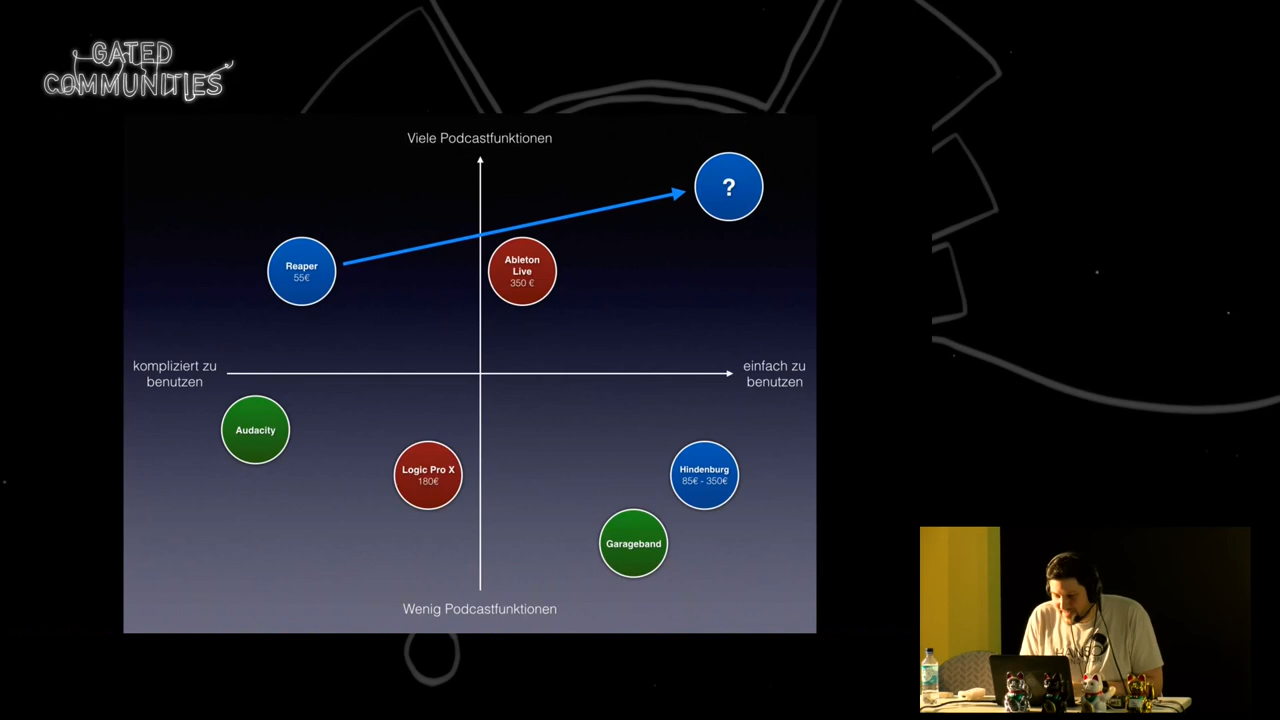 GATED
COMMUNITIES
Viele Podcastfunktionen
?
Reaper
55€
Ableton
Live
350 €
kompliziert zu
benutzen
einfach zu
benutzen
Audacity
Logic Pro X
180€
Hindenburg
85€ - 350€
Garageband
Wenig Podcastfunktionen